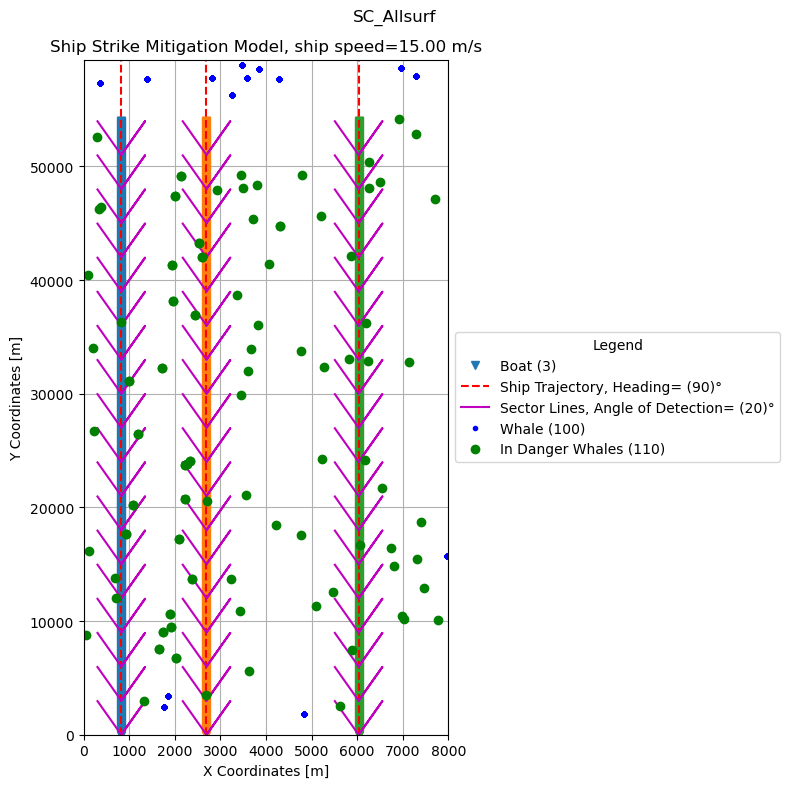 SC_Allsurf
Ship Strike Mitigation Model, ship speed=15.00 m/s
50000
40000
30000
20000
10000
0
Y Coordinates [m]
0 1000 2000 3000 4000 5000 6000 7000 8000
X Coordinates [m]
Legend
Boat (3)
Ship Trajectory, Heading= (90)°
Sector Lines, Angle of Detection= (20)°
Whale (100)
In Danger Whales (110)